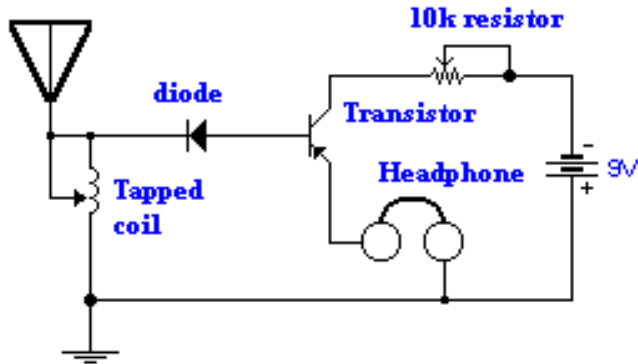 10k resistor
diode
Transistor
Headphone
-
9V
+
Tapped
coil